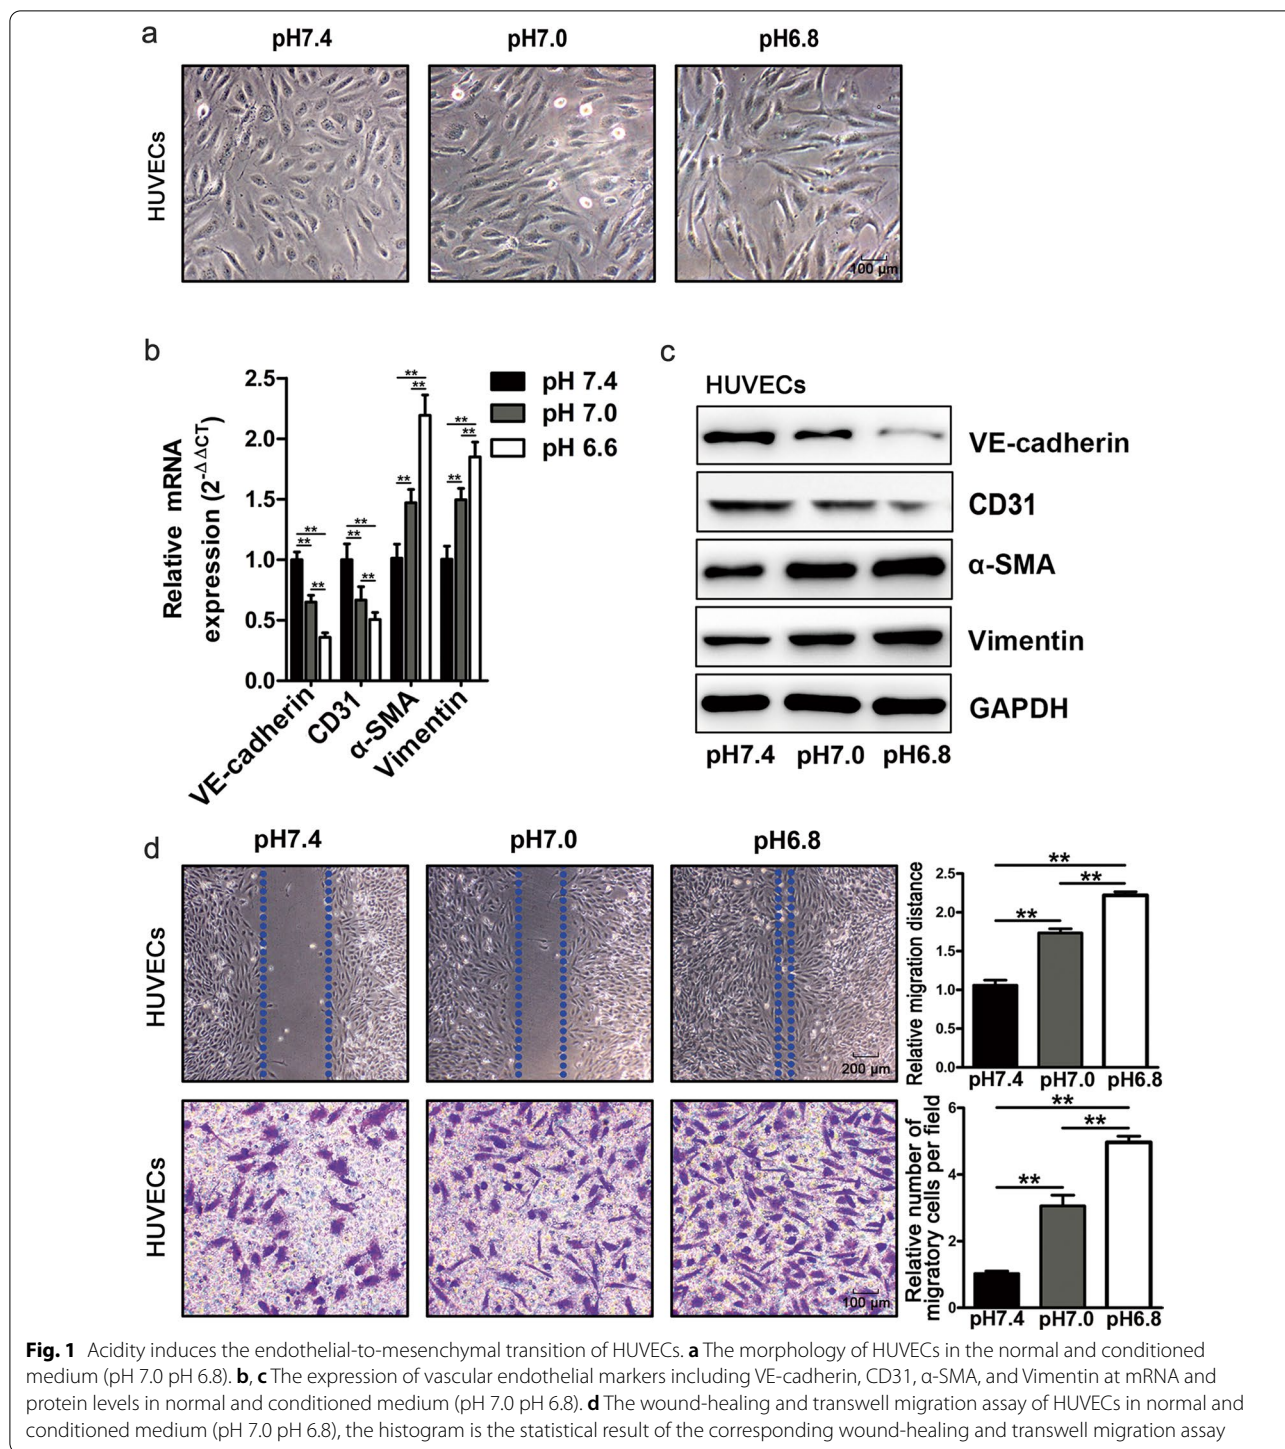 a
pH7.4 pH7.0 pH6.8
HUVECs
100 μm
b
Relative mRNA
expression (2-ΔΔCT)
2.5
2.0
1.5
1.0
0.5
0.0
** ** **
** ** **
** ** **
** ** **
pH 7.4
pH 7.0
pH 6.6
VE-cadherin
CD31
α-SMA
Vimentin
c
HUVECs
VE-cadherin
CD31
α-SMA
Vimentin
GAPDH
pH7.4 pH7.0 pH6.8
d
pH7.4 pH7.0 pH6.8
HUVECs
200 μm
Relative migration distance
2.5
2.0
1.5
1.0
0.5
0.0
**
**
**
pH7.4 pH7.0 pH6.8
HUVECs
100 μm
Relative number of
migratory cells per field
6
4
2
0
**
**
**
pH7.4 pH7.0 pH6.8
Fig. 1 Acidity induces the endothelial-to-mesenchymal transition of HUVECs. a The morphology of HUVECs in the normal and conditioned
medium (pH 7.0 pH 6.8). b, c The expression of vascular endothelial markers including VE-cadherin, CD31, α-SMA, and Vimentin at mRNA and
protein levels in normal and conditioned medium (pH 7.0 pH 6.8). d The wound-healing and transwell migration assay of HUVECs in normal and
conditioned medium (pH 7.0 pH 6.8), the histogram is the statistical result of the corresponding wound-healing and transwell migration assay